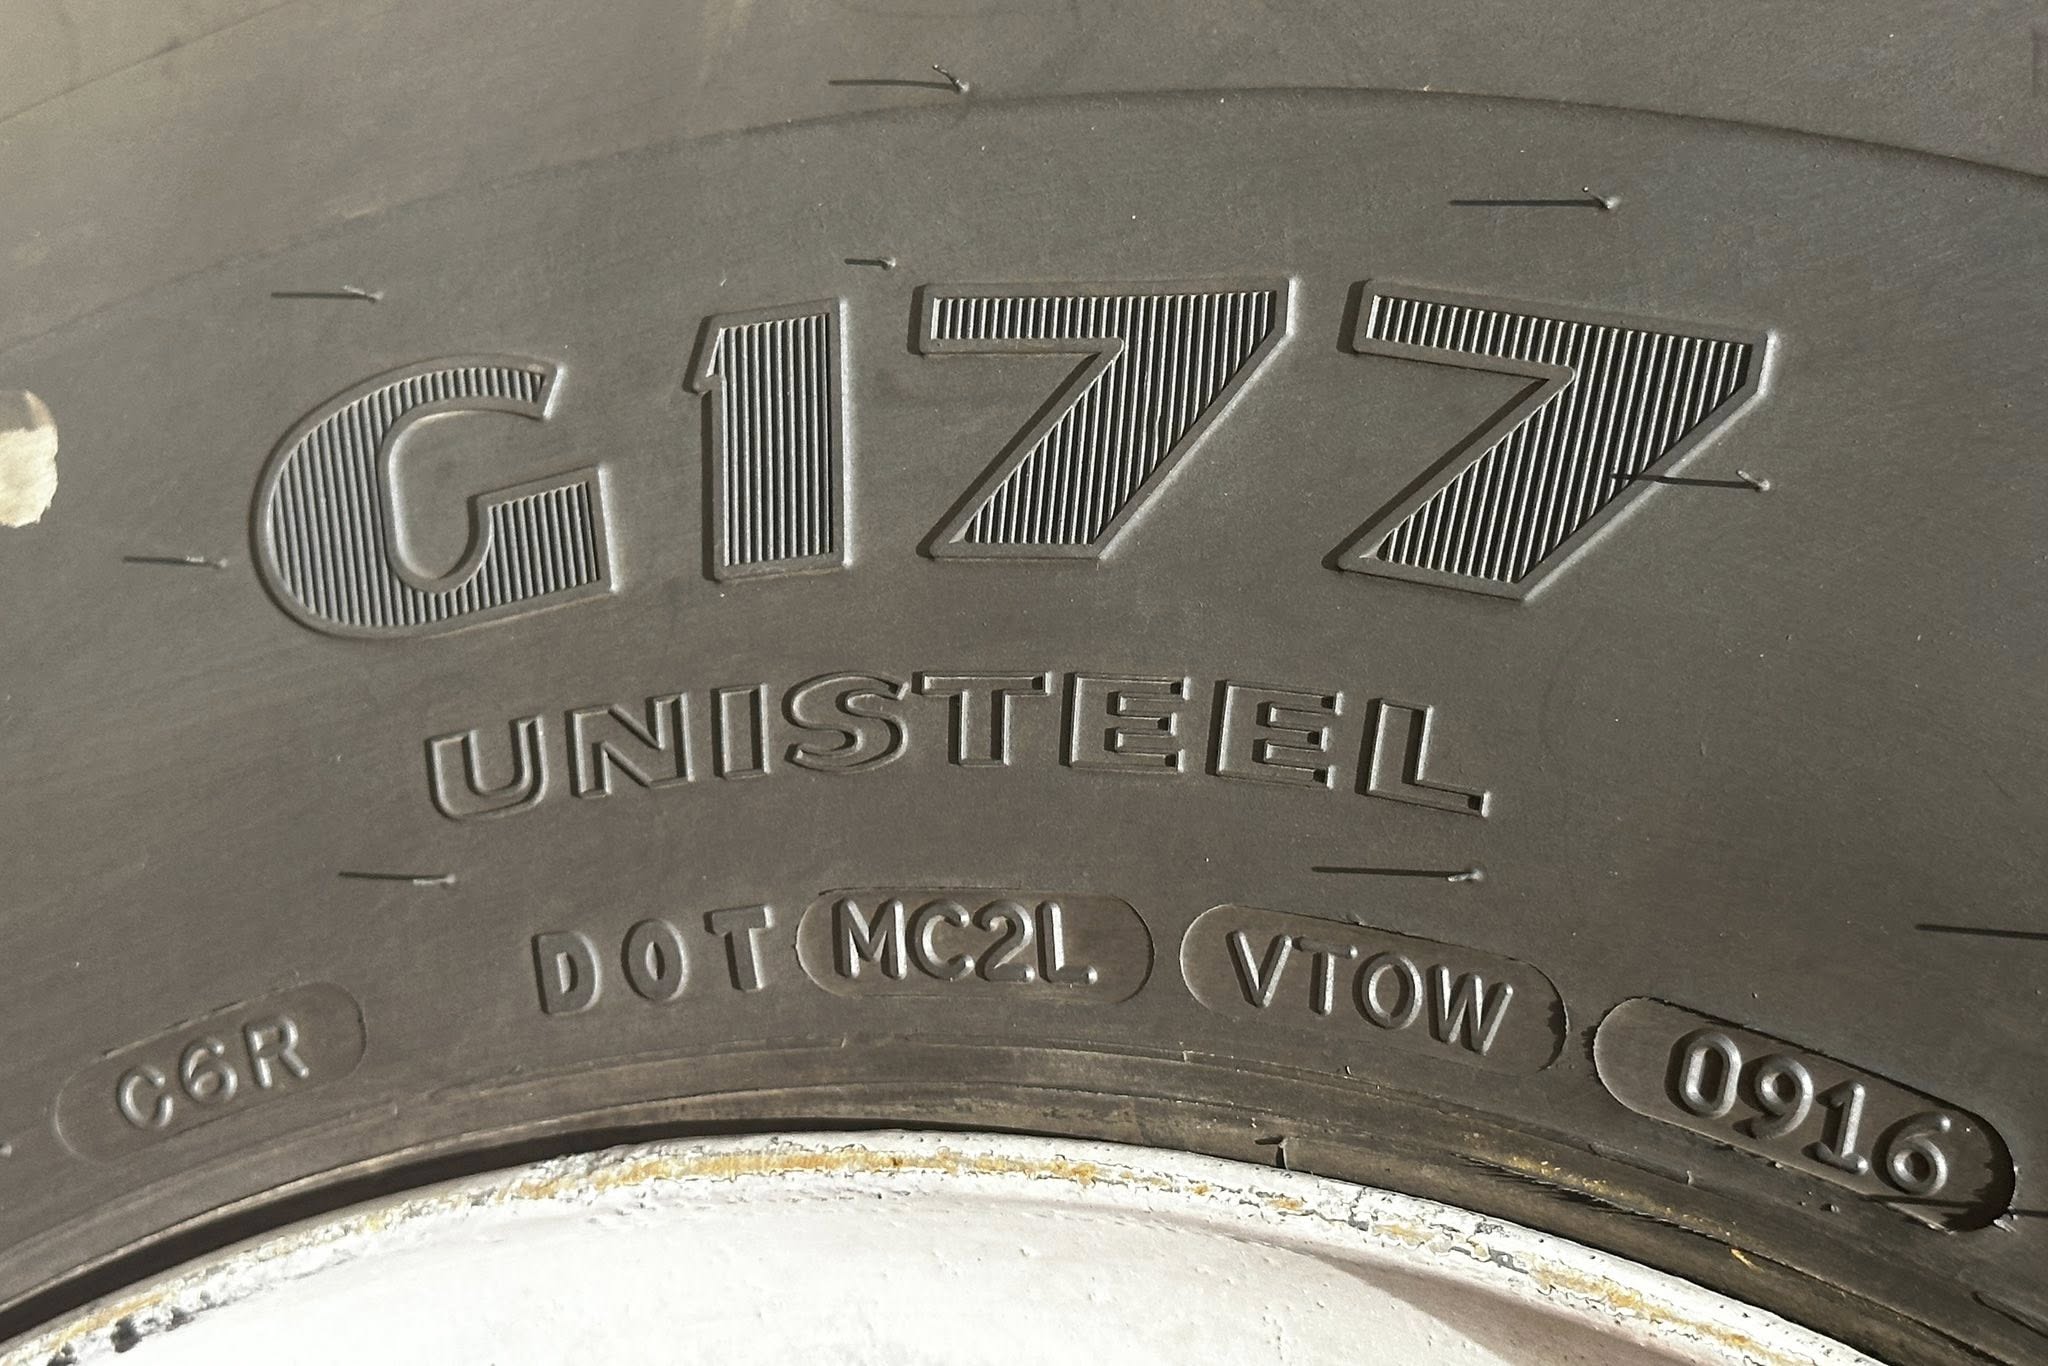 G177
UNISTEEL
C6R DOT MC2L VTOW 0916